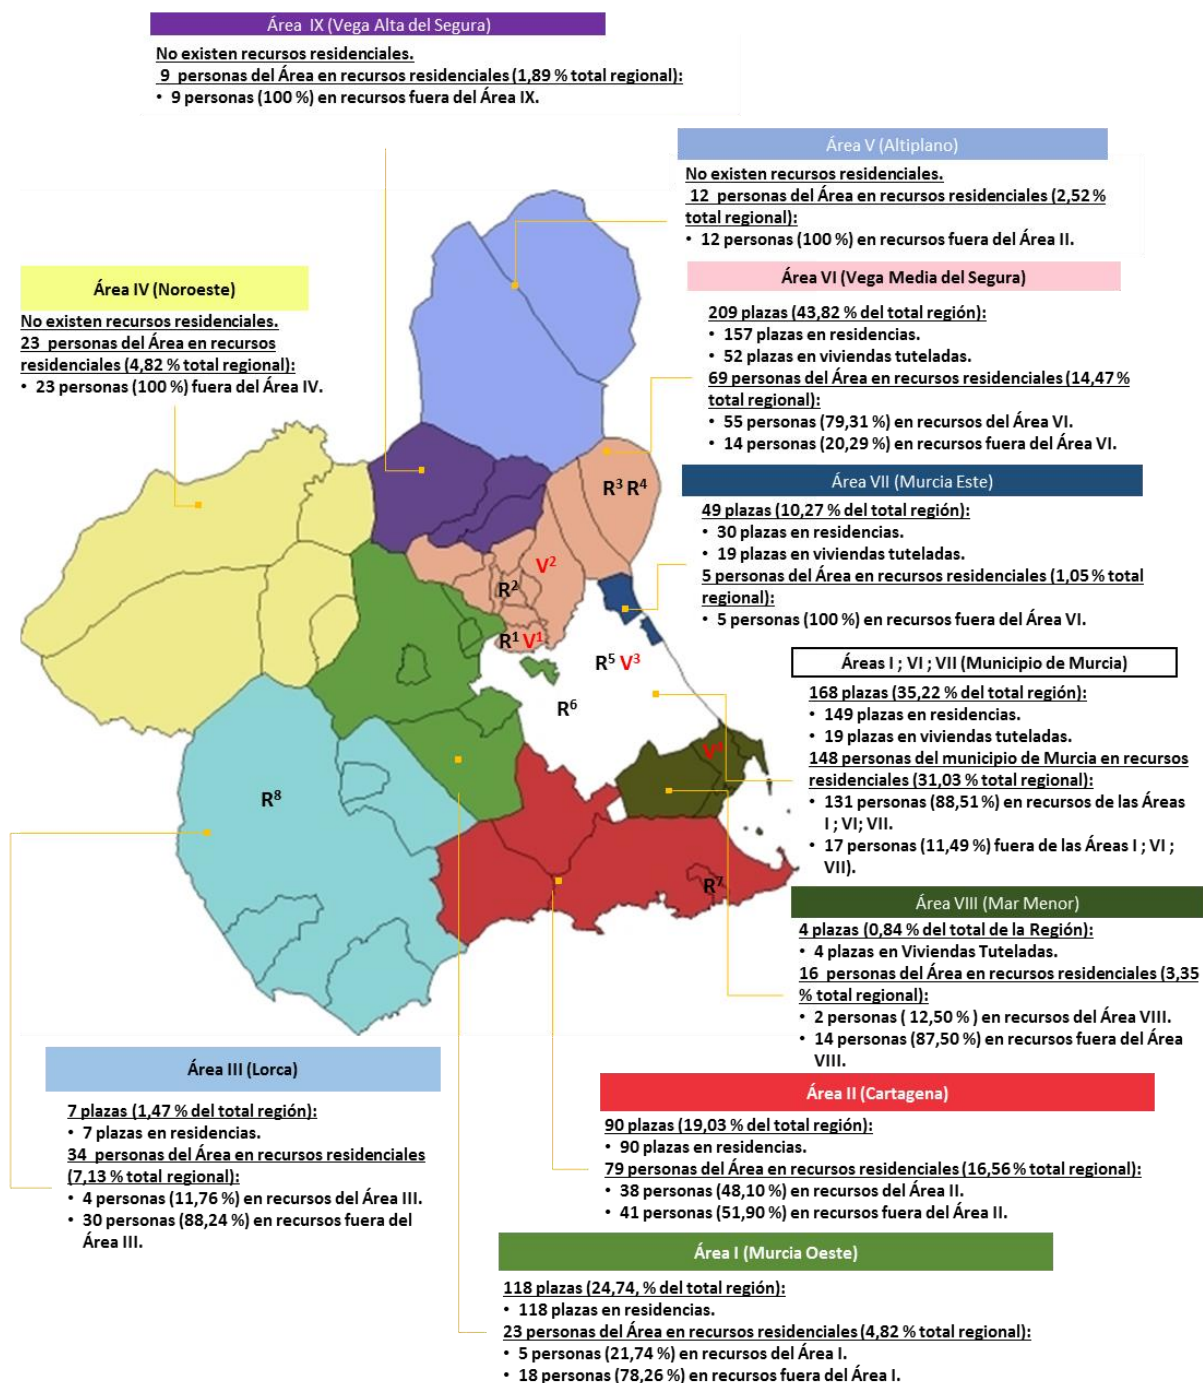 Área IX (Vega Alta del Segura)
No existen recursos residenciales.
9 personas del Área en recursos residenciales (1,89 % total regional):
• 9 personas (100 %) en recursos fuera del Área IX.
Área V (Altiplano)
No existen recursos residenciales.
12 personas del Área en recursos residenciales (2,52 %
total regional):
• 12 personas (100 %) en recursos fuera del Área II.
Área IV (Noroeste)
No existen recursos residenciales.
23 personas del Área en recursos
residenciales (4,82 % total regional):
• 23 personas (100 %) fuera del Área IV.
Área VI (Vega Media del Segura)
209 plazas (43,82 % del total región):
• 157 plazas en residencias.
• 52 plazas en viviendas tuteladas.
69 personas del Área en recursos residenciales (14,47 %
total regional):
• 55 personas (79,31 %) en recursos del Área VI.
• 14 personas (20,29 %) en recursos fuera del Área VI.
R³ R⁴
V²
R²
R¹ V¹
R⁵ V³
R⁶
V⁴
R⁸
R⁷
Área VII (Murcia Este)
49 plazas (10,27 % del total región):
• 30 plazas en residencias.
• 19 plazas en viviendas tuteladas.
5 personas del Área en recursos residenciales (1,05 % total
regional):
• 5 personas (100 %) en recursos fuera del Área VI.
Áreas I ; VI ; VII (Municipio de Murcia)
168 plazas (35,22 % del total región):
• 149 plazas en residencias.
• 19 plazas en viviendas tuteladas.
148 personas del municipio de Murcia en recursos
residenciales (31,03 % total regional):
• 131 personas (88,51 %) en recursos de las Áreas
I ; VI; VII.
• 17 personas (11,49 %) fuera de las Áreas I ; VI ;
VII).
Área VIII (Mar Menor)
4 plazas (0,84 % del total de la Región):
• 4 plazas en Viviendas Tuteladas.
16 personas del Área en recursos residenciales (3,35
% total regional):
• 2 personas ( 12,50 % ) en recursos del Área VIII.
• 14 personas (87,50 %) en recursos fuera del Área
VIII.
Área III (Lorca)
7 plazas (1,47 % del total región):
• 7 plazas en residencias.
34 personas del Área en recursos residenciales
(7,13 % total regional):
• 4 personas (11,76 %) en recursos del Área III.
• 30 personas (88,24 %) en recursos fuera del
Área III.
Área II (Cartagena)
90 plazas (19,03 % del total región):
• 90 plazas en residencias.
79 personas del Área en recursos residenciales (16,56 % total regional):
• 38 personas (48,10 %) en recursos del Área II.
• 41 personas (51,90 %) en recursos fuera del Área II.
Área I (Murcia Oeste)
118 plazas (24,74, % del total región):
• 118 plazas en residencias.
23 personas del Área en recursos residenciales (4,82 % total regional):
• 5 personas (21,74 %) en recursos del Área I.
• 18 personas (78,26 %) en recursos fuera del Área I.